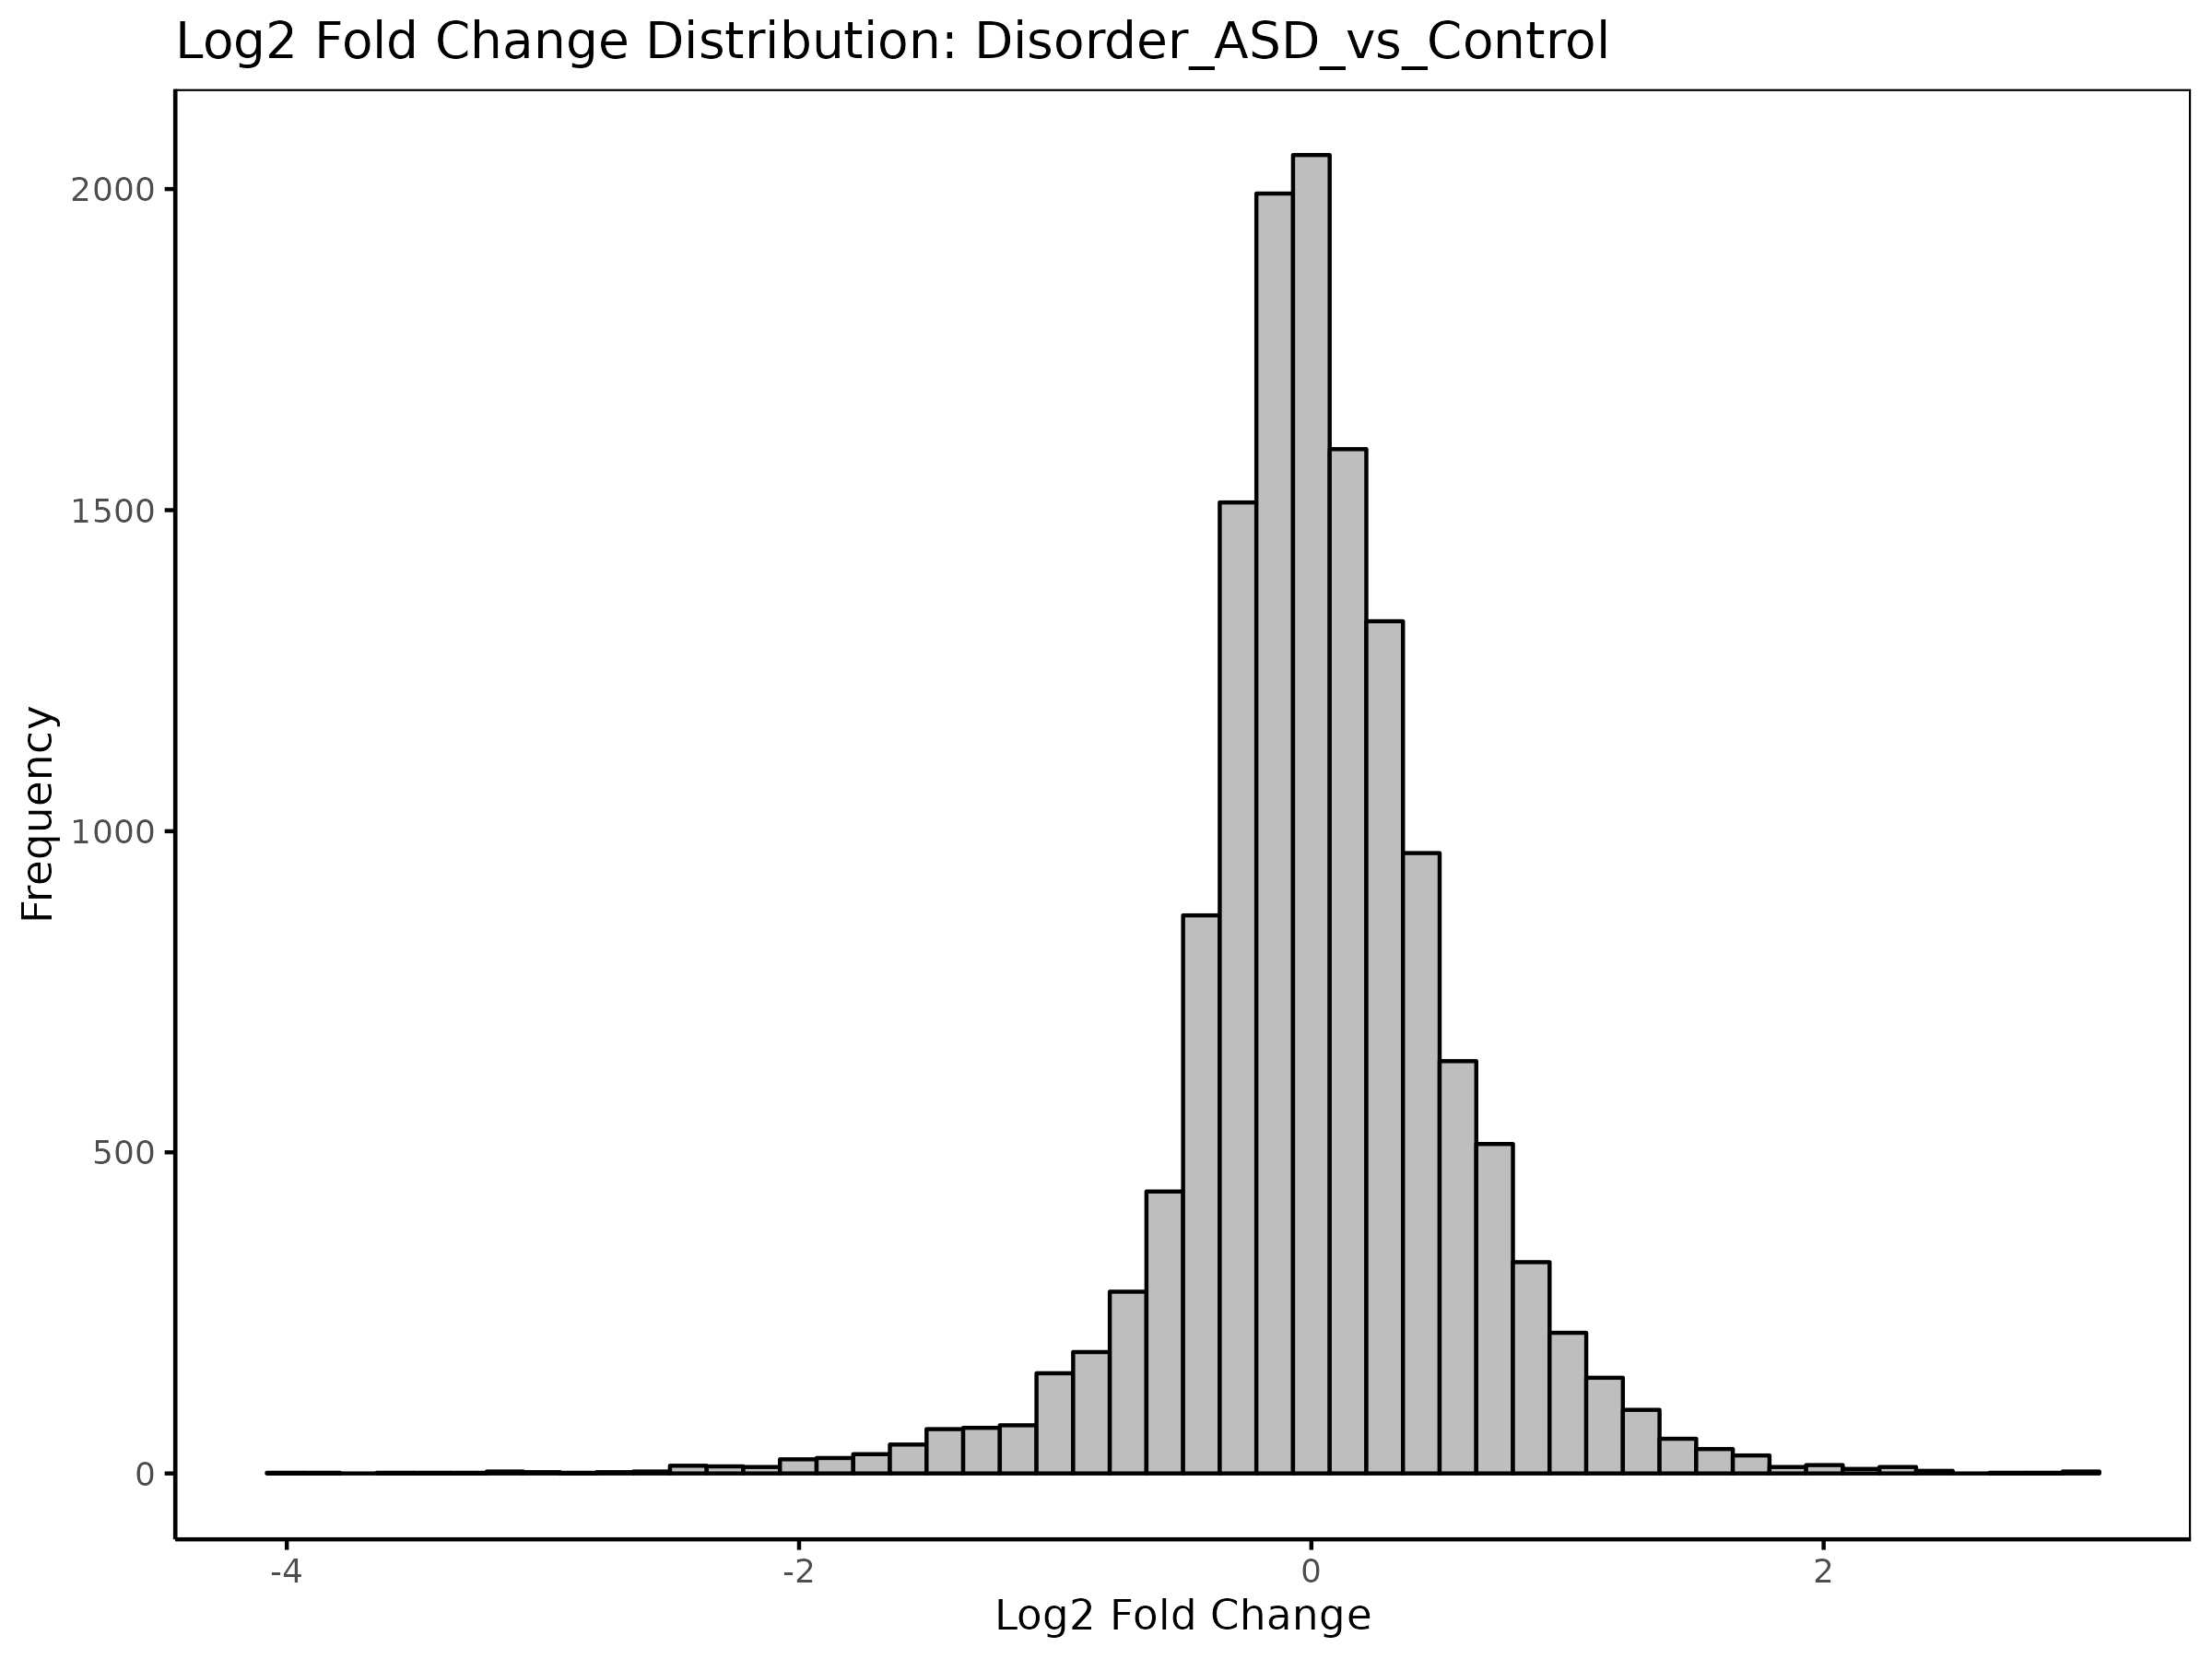 Log2 Fold Change Distribution: Disorder_ASD_vs_Control
Frequency
2000
1500
1000
500
0
-4 -2 0 2
Log2 Fold Change